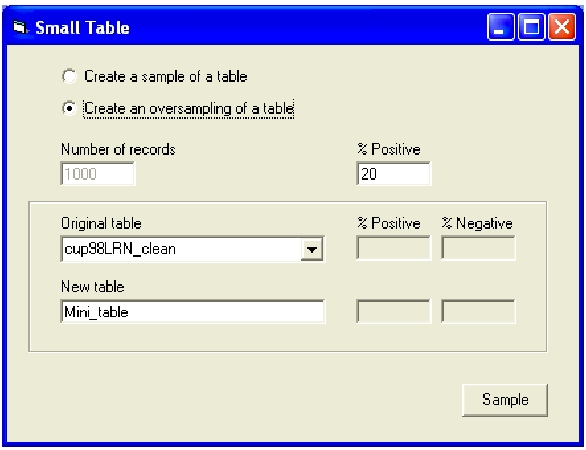 Small Table
Create a sample of a table
Create an oversampling of a table
Number of records % Positive
1000 20
Original table % Positive % Negative
cup98LRN_clean
New table
Mini_table
Sample